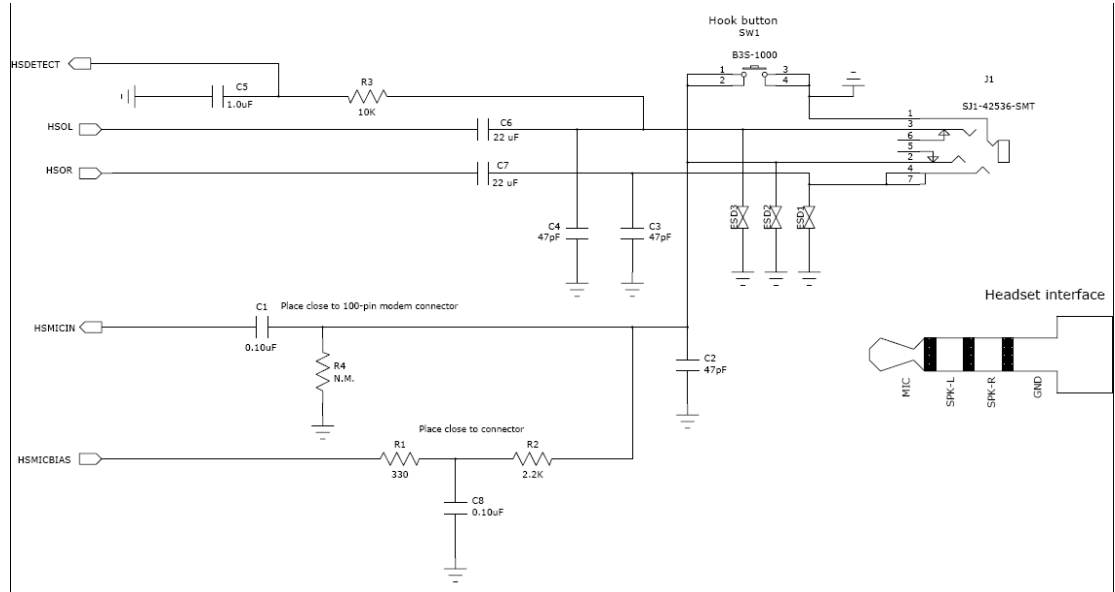 Hook button
SW1
B3S-1000
1
2
3
4
HSDETECT
C5
1.0uF
R3
10K
J1
SJ1-42536-SMT
HSOL
C6
22 uF
1
3
6
5
2
4
7
HSOR
C7
22 uF
C4
47pF
C3
47pF
ESD3
ESD2
ESD1
Headset interface
C1
Place close to 100-pin modem connector
HSMICIN
0.10uF
R4
N.M.
C2
47pF
MIC
SPK-L
SPK-R
GND
Place close to connector
HSMICBIAS
R1
330
R2
2.2K
C8
0.10uF